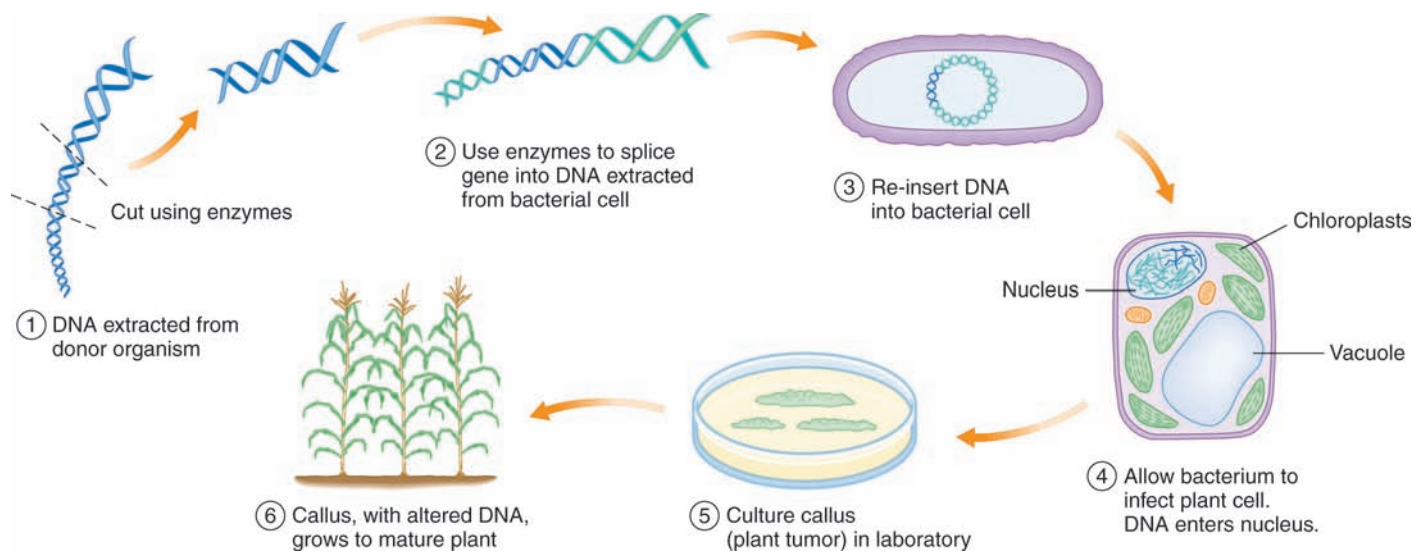 Cut using enzymes
① DNA extracted from
donor organism
② Use enzymes to splice
gene into DNA extracted
from bacterial cell
③ Re-insert DNA
into bacterial cell
Chloroplasts
Nucleus
Vacuole
④ Allow bacterium to
infect plant cell.
DNA enters nucleus.
⑤ Culture callus
(plant tumor) in laboratory
⑥ Callus, with altered DNA,
grows to mature plant